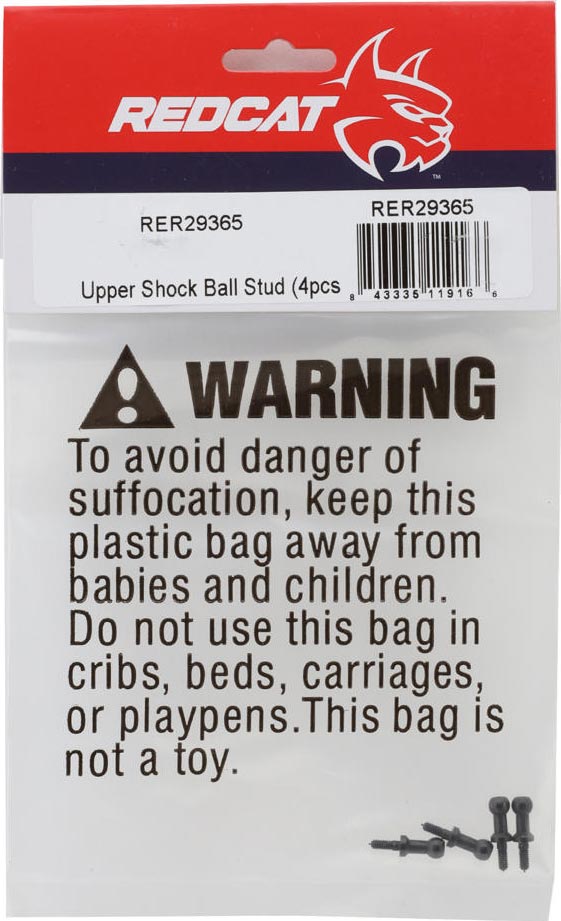 REDCAT
TM
RER29365
RER29365
Upper Shock Ball Stud (4pcs
8 43335 11916 6
WARNING
To avoid danger of
suffocation, keep this
plastic bag away from
babies and children.
Do not use this bag in
cribs, beds, carriages,
or playpens.This bag is
not a toy.